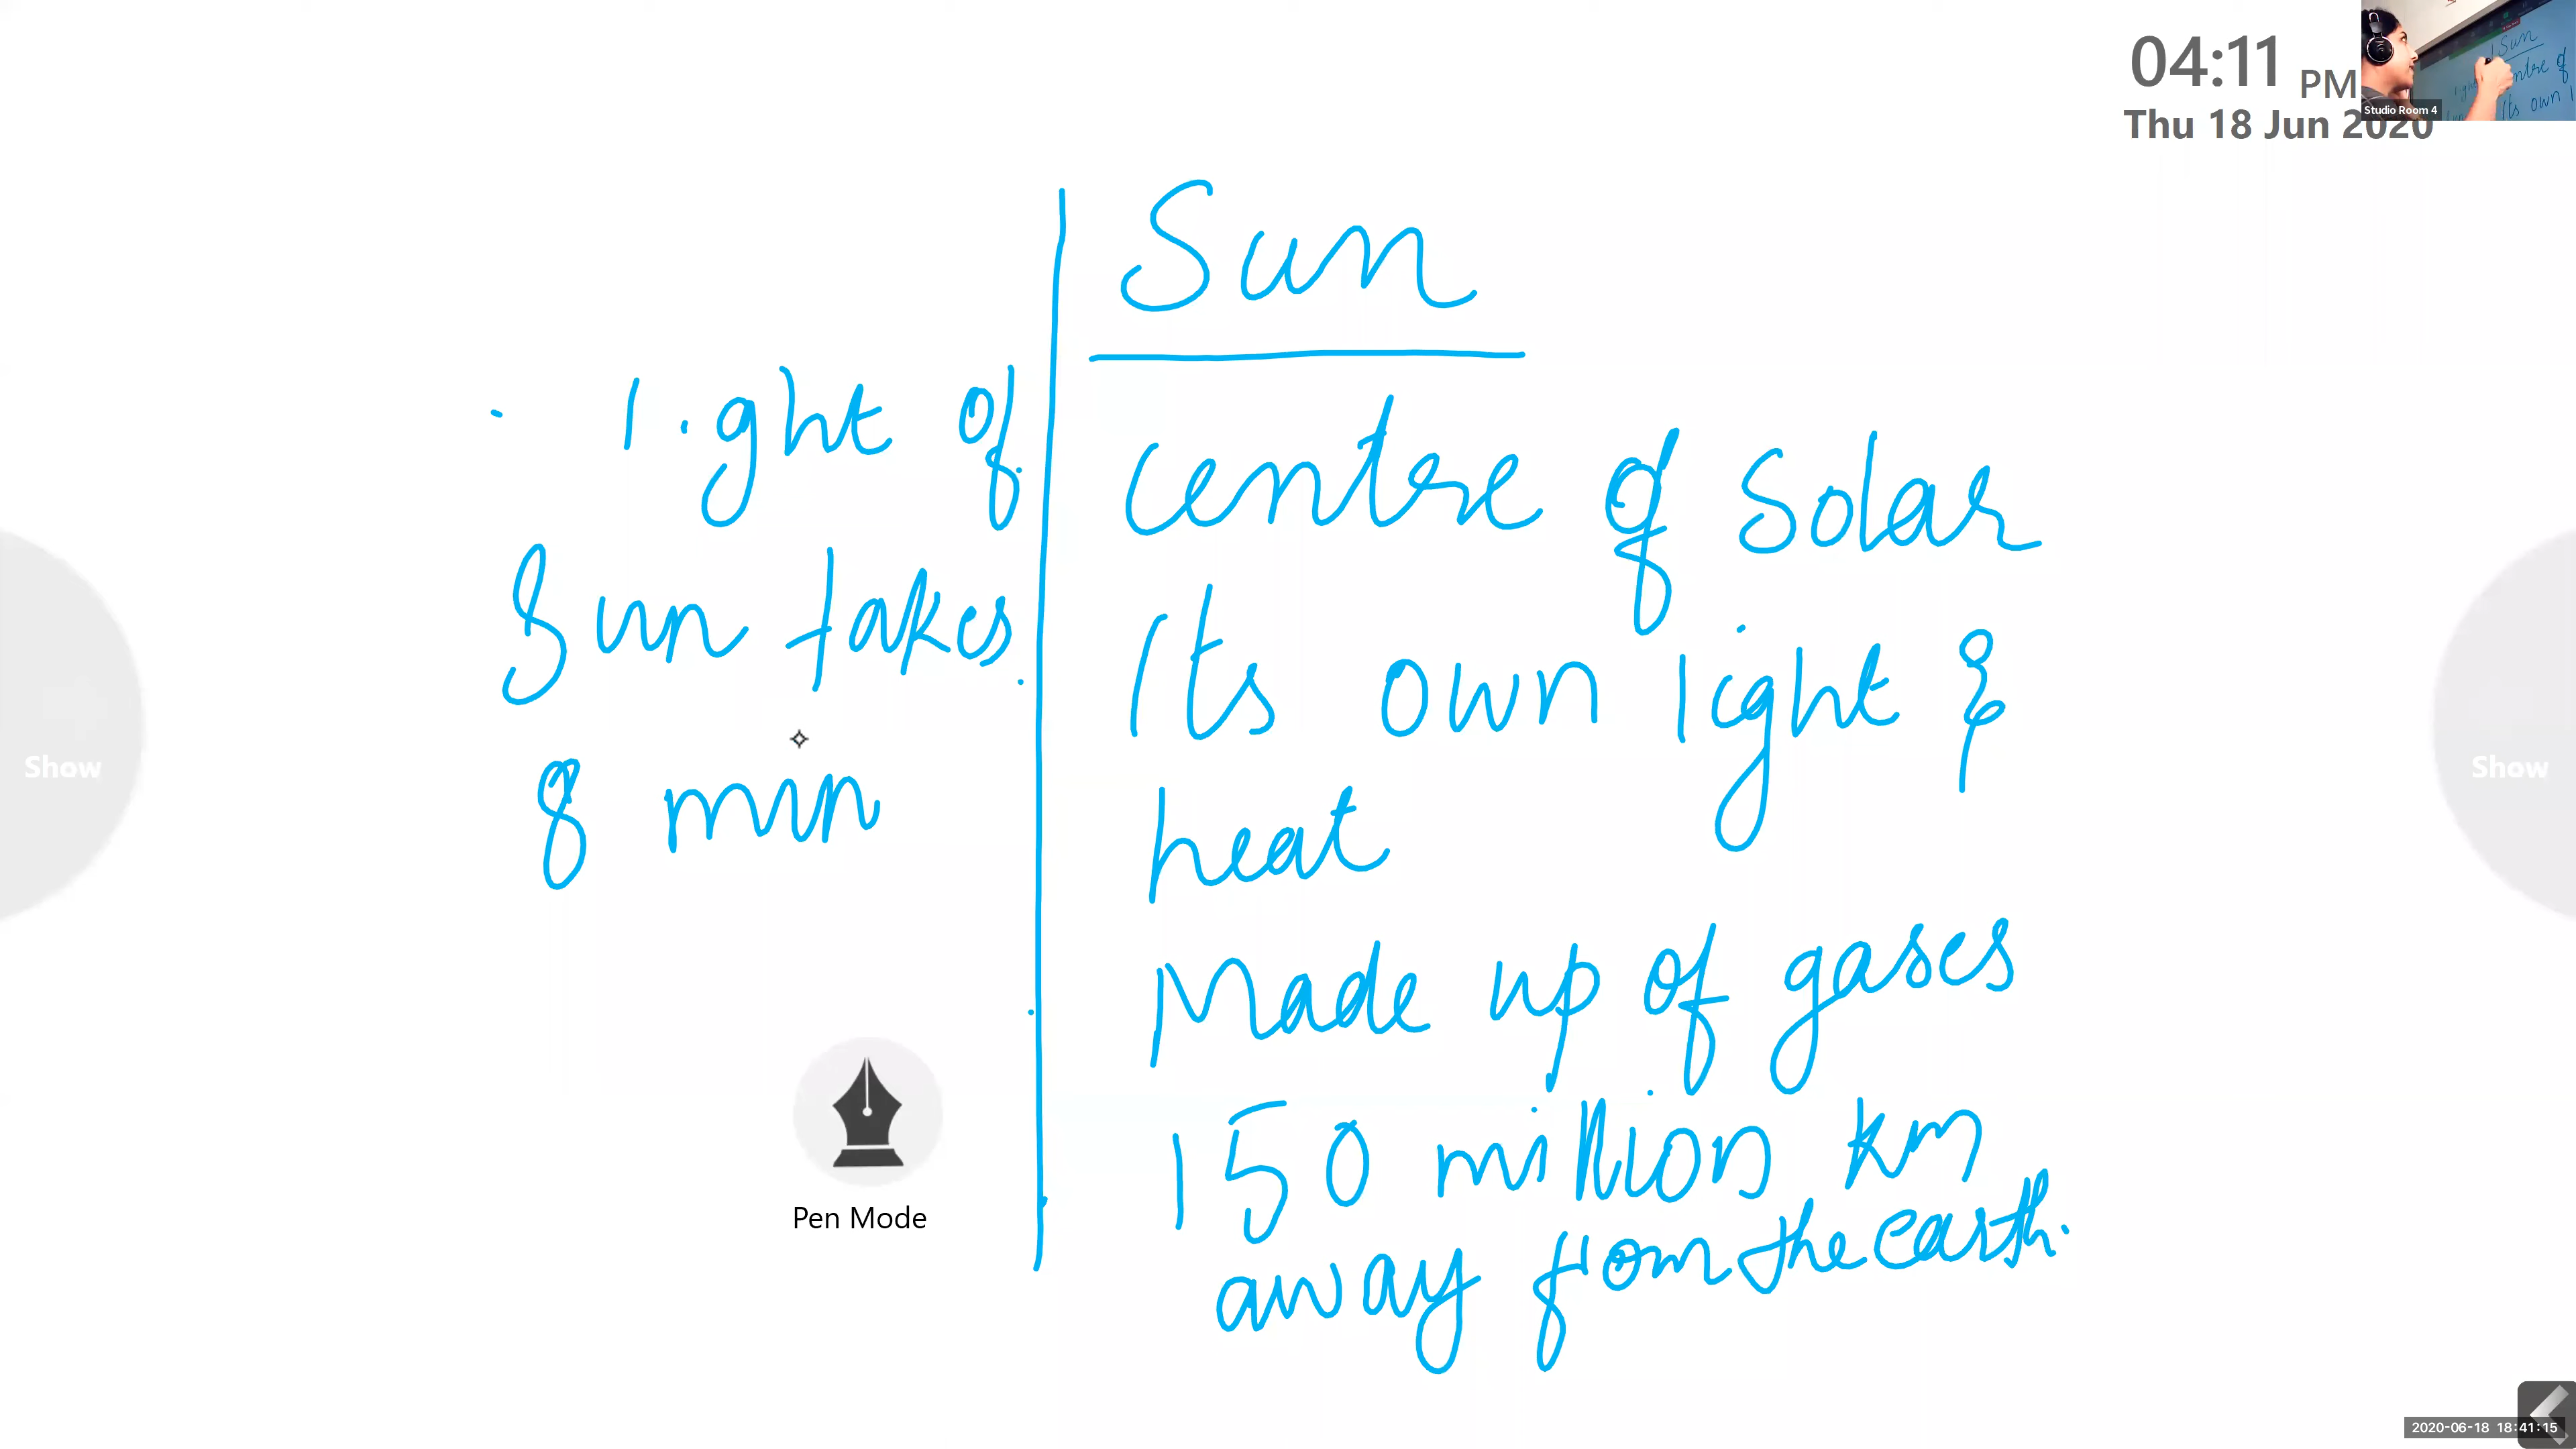 04:11 PM
Thu 18 Jun 2020
Studio Room 4
Sun
light of
Sun takes
8 min
centre of Solar
Its own light &
heat
Made up of gases
150 million km
away from the earth.
Show
Show
Pen Mode
2020-06-18 18:41:15